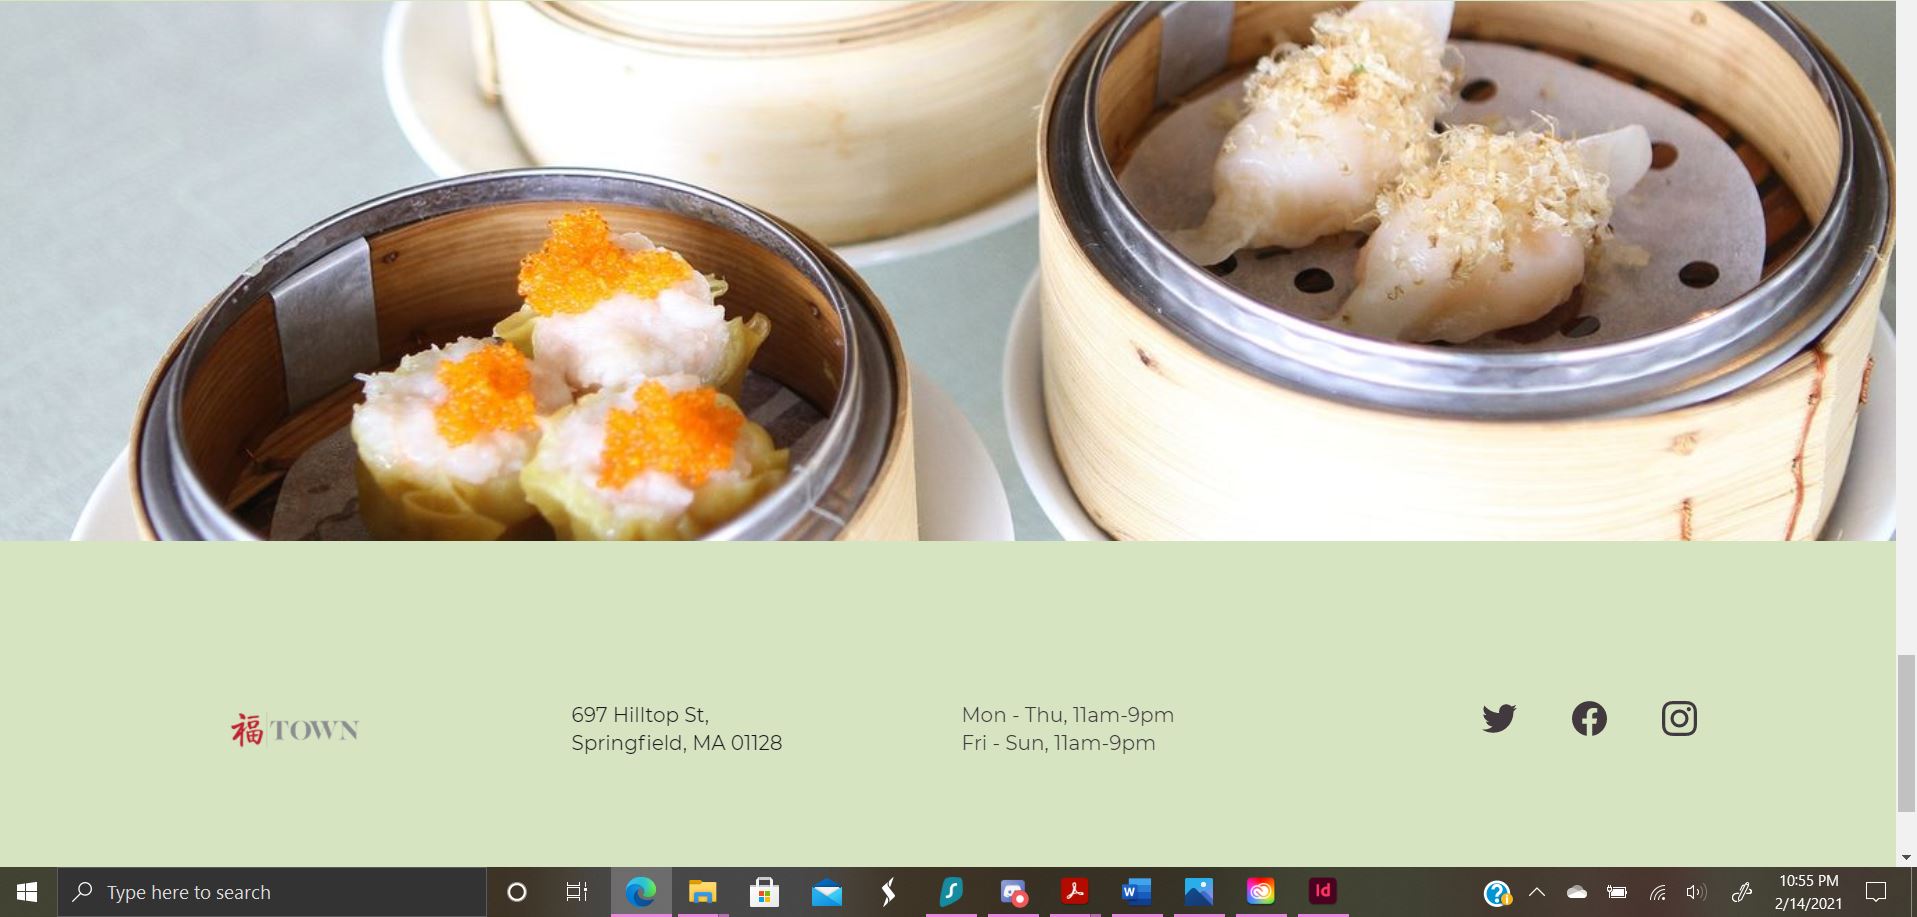 福 TOWN
697 Hilltop St,
Springfield, MA 01128
Mon - Thu, 11am-9pm
Fri - Sun, 11am-9pm
Type here to search
10:55 PM
2/14/2021
W
Id